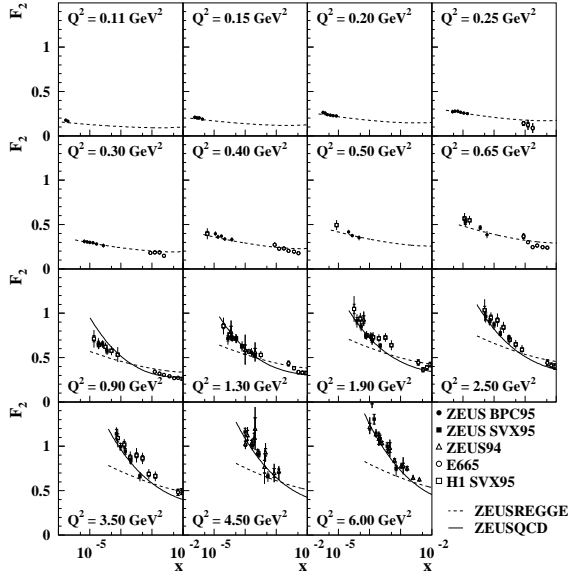 F2
Q² = 0.11 GeV²
Q² = 0.15 GeV²
Q² = 0.20 GeV²
Q² = 0.25 GeV²
1
0.5
0
F2
Q² = 0.30 GeV²
Q² = 0.40 GeV²
Q² = 0.50 GeV²
Q² = 0.65 GeV²
1
0.5
0
F2
1
0.5
0
Q² = 0.90 GeV²
Q² = 1.30 GeV²
Q² = 1.90 GeV²
Q² = 2.50 GeV²
F2
1
0.5
0
Q² = 3.50 GeV²
Q² = 4.50 GeV²
Q² = 6.00 GeV²
ZEUS BPC95
ZEUS SVX95
ZEUS94
E665
H1 SVX95
ZEUSREGGE
ZEUSQCD
10⁻⁵ 10⁻² 10⁻⁵ 10⁻² 10⁻⁵ 10⁻²
x x x